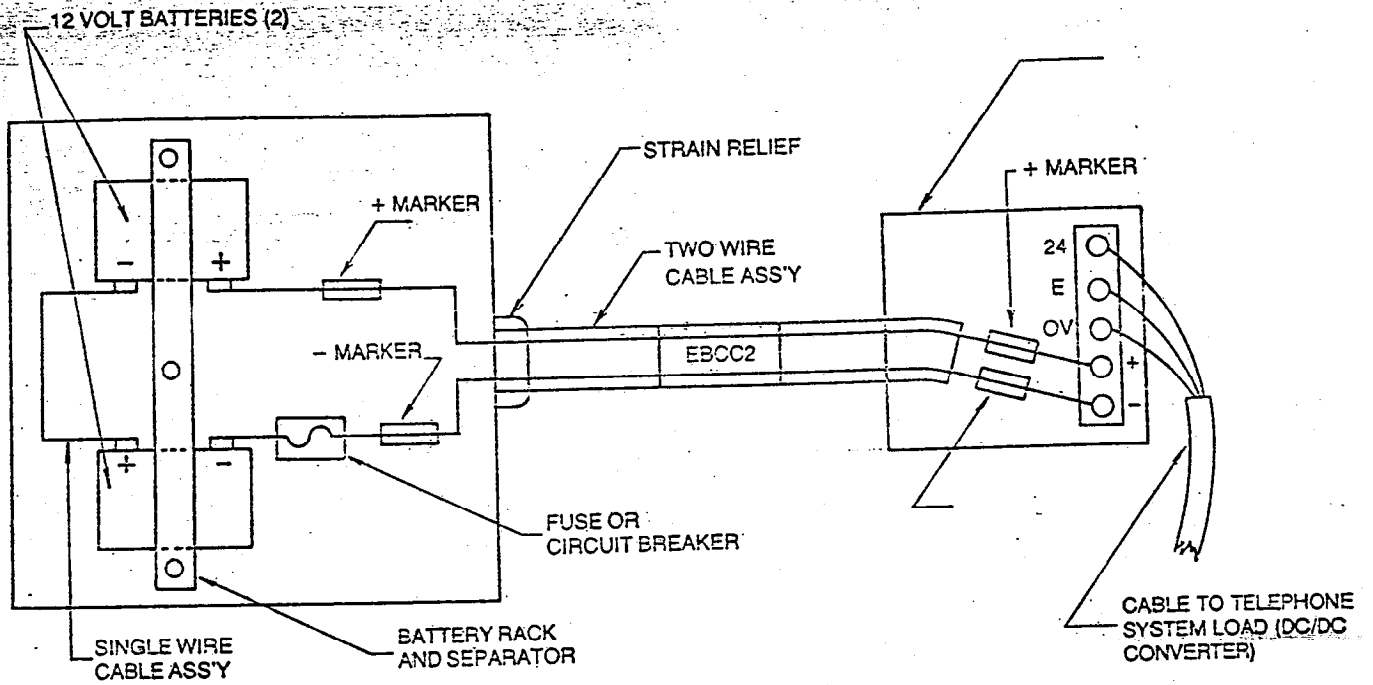 12 VOLT BATTERIES (2)
STRAIN RELIEF
+ MARKER
+ MARKER
TWO WIRE
CABLE ASS'Y
24
E
OV
+
-
- +
- MARKER
EBCC2
+ -
FUSE OR
CIRCUIT BREAKER
SINGLE WIRE
CABLE ASS'Y
BATTERY RACK
AND SEPARATOR
CABLE TO TELEPHONE
SYSTEM LOAD (DC/DC
CONVERTER)